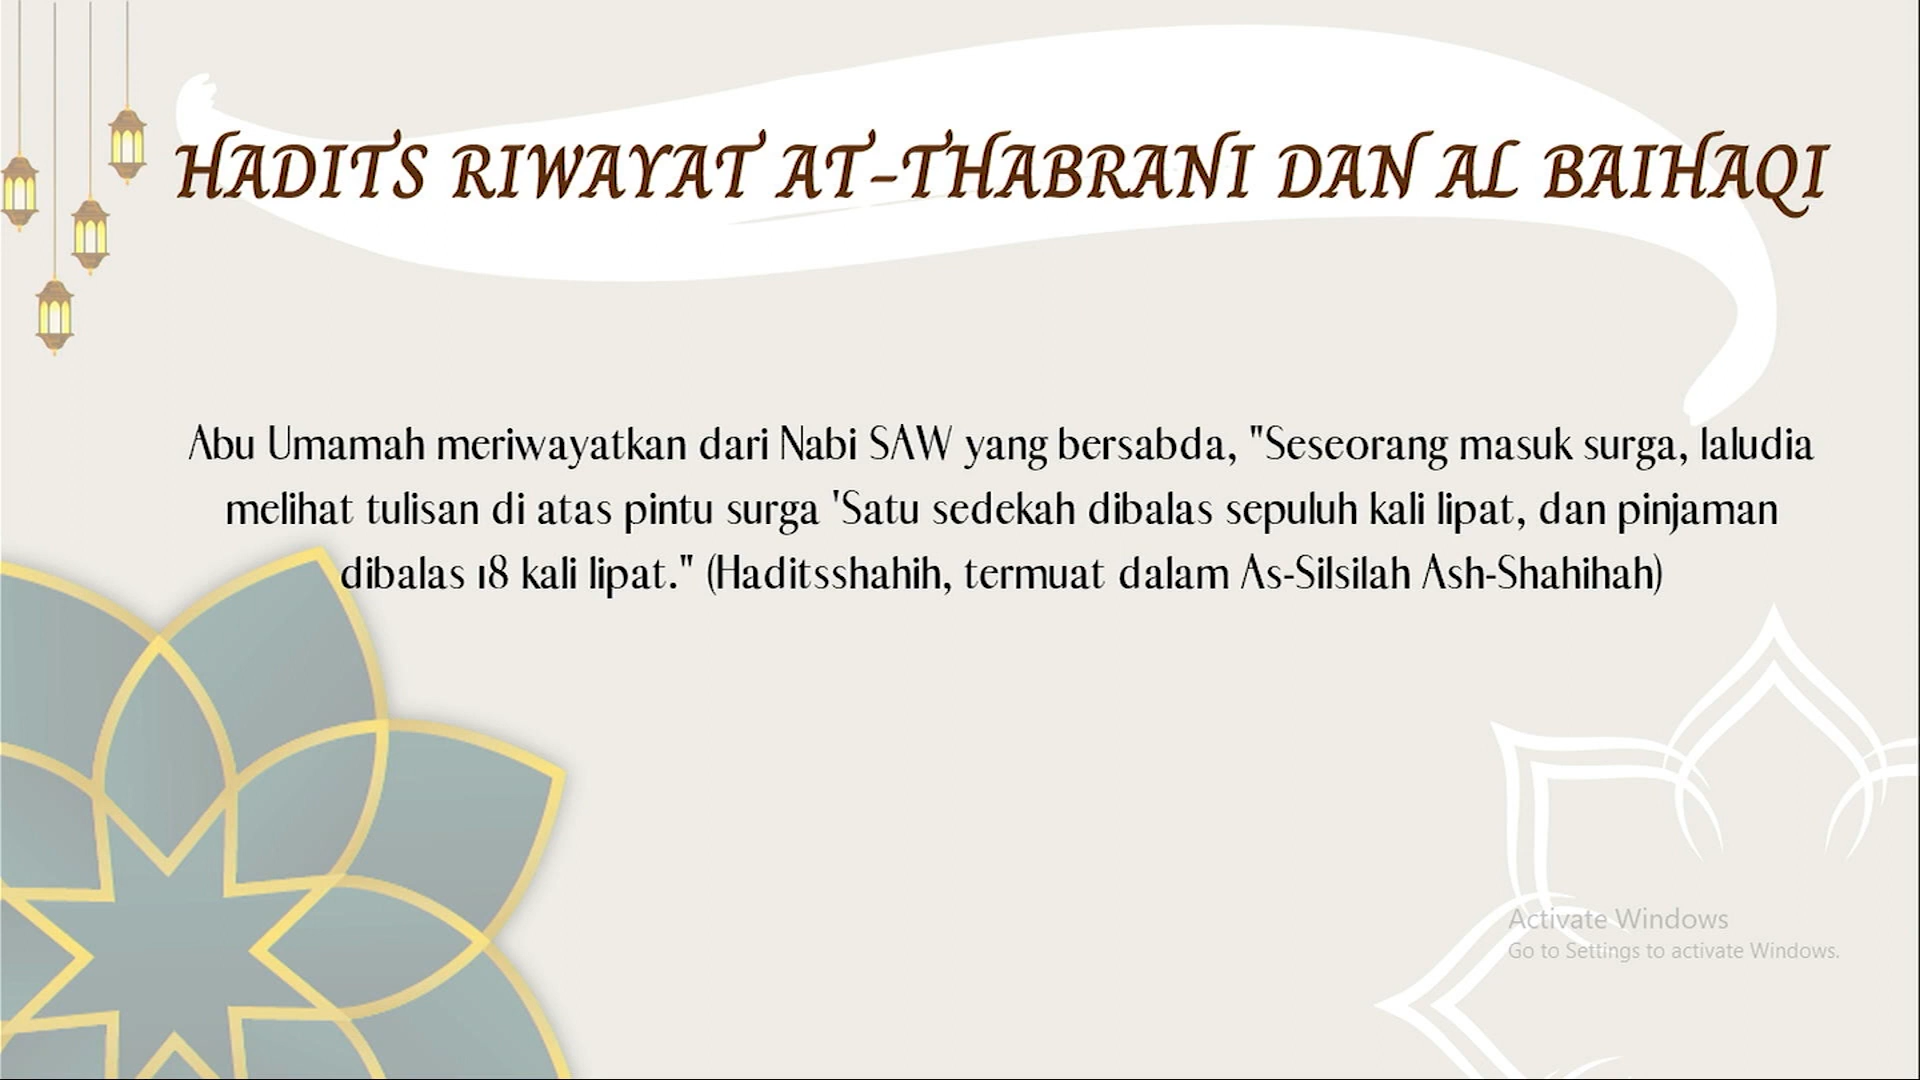 HADITS RIWAYAT AT-THABRANI DAN AL BAIHAQI
Abu Umamah meriwayatkan dari Nabi SAW yang bersabda, "Seseorang masuk surga, laludia
melihat tulisan di atas pintu surga 'Satu sedekah dibalas sepuluh kali lipat, dan pinjaman
dibalas 18 kali lipat." (Haditsshahih, termuat dalam As-Silsilah Ash-Shahihah)
Activate Windows
Go to Settings to activate Windows.